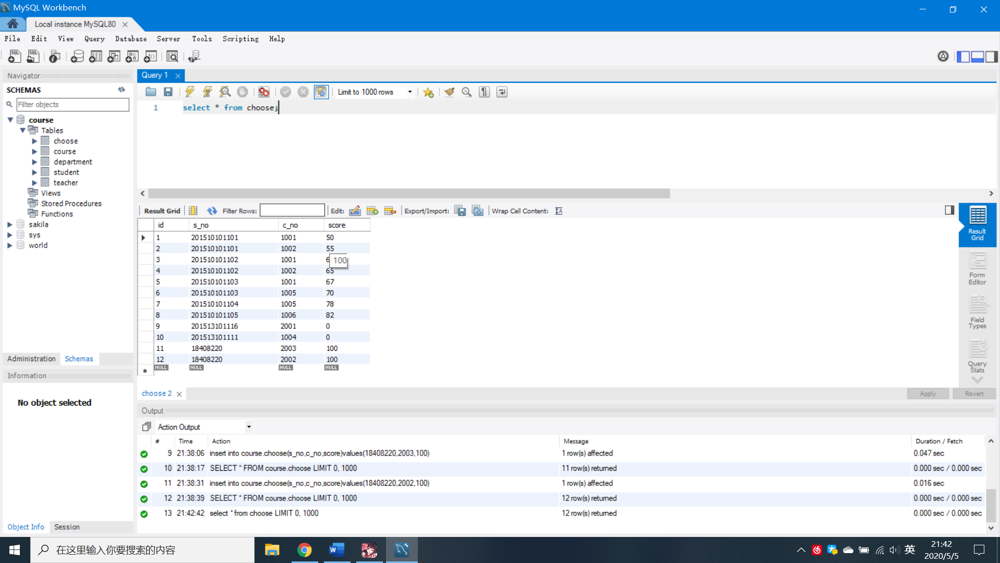 MySQL Workbench
Local instance MySQL80
File Edit View Query Database Server Tools Scripting Help
Navigator
SCHEMAS
Filter objects
course
Tables
choose
course
department
student
teacher
Views
Stored Procedures
Functions
sakila
sys
world
Administration Schemas
Information
No object selected
Object Info Session
Query 1
Limit to 1000 rows
1 select * from choose;
Result Grid Filter Rows: Edit: Export/Import: Wrap Cell Content:
id s_no c_no score
1 201510101101 1001 50
2 201510101101 1002 55
3 201510101102 1001 6 100
4 201510101102 1002 65
5 201510101103 1001 67
6 201510101103 1005 70
7 201510101104 1005 78
8 201510101105 1006 82
9 201513101116 2001 0
10 201513101111 1004 0
11 18408220 2003 100
12 18408220 2002 100
NULL NULL NULL NULL
Result
Grid
Form
Editor
Field
Types
Query
Stats
choose 2
Apply Revert
Output
Action Output
# Time Action Message Duration / Fetch
9 21:38:06 insert into course.choose(s_no,c_no,score)values(18408220,2003,100) 1 row(s) affected 0.047 sec
10 21:38:17 SELECT * FROM course.choose LIMIT 0, 1000 11 row(s) returned 0.000 sec / 0.000 sec
11 21:38:31 insert into course.choose(s_no,c_no,score)values(18408220,2002,100) 1 row(s) affected 0.016 sec
12 21:38:39 SELECT * FROM course.choose LIMIT 0, 1000 12 row(s) returned 0.000 sec / 0.000 sec
13 21:42:42 select * from choose LIMIT 0, 1000 12 row(s) returned 0.000 sec / 0.000 sec
在这里输入你要搜索的内容
英
21:42
2020/5/5